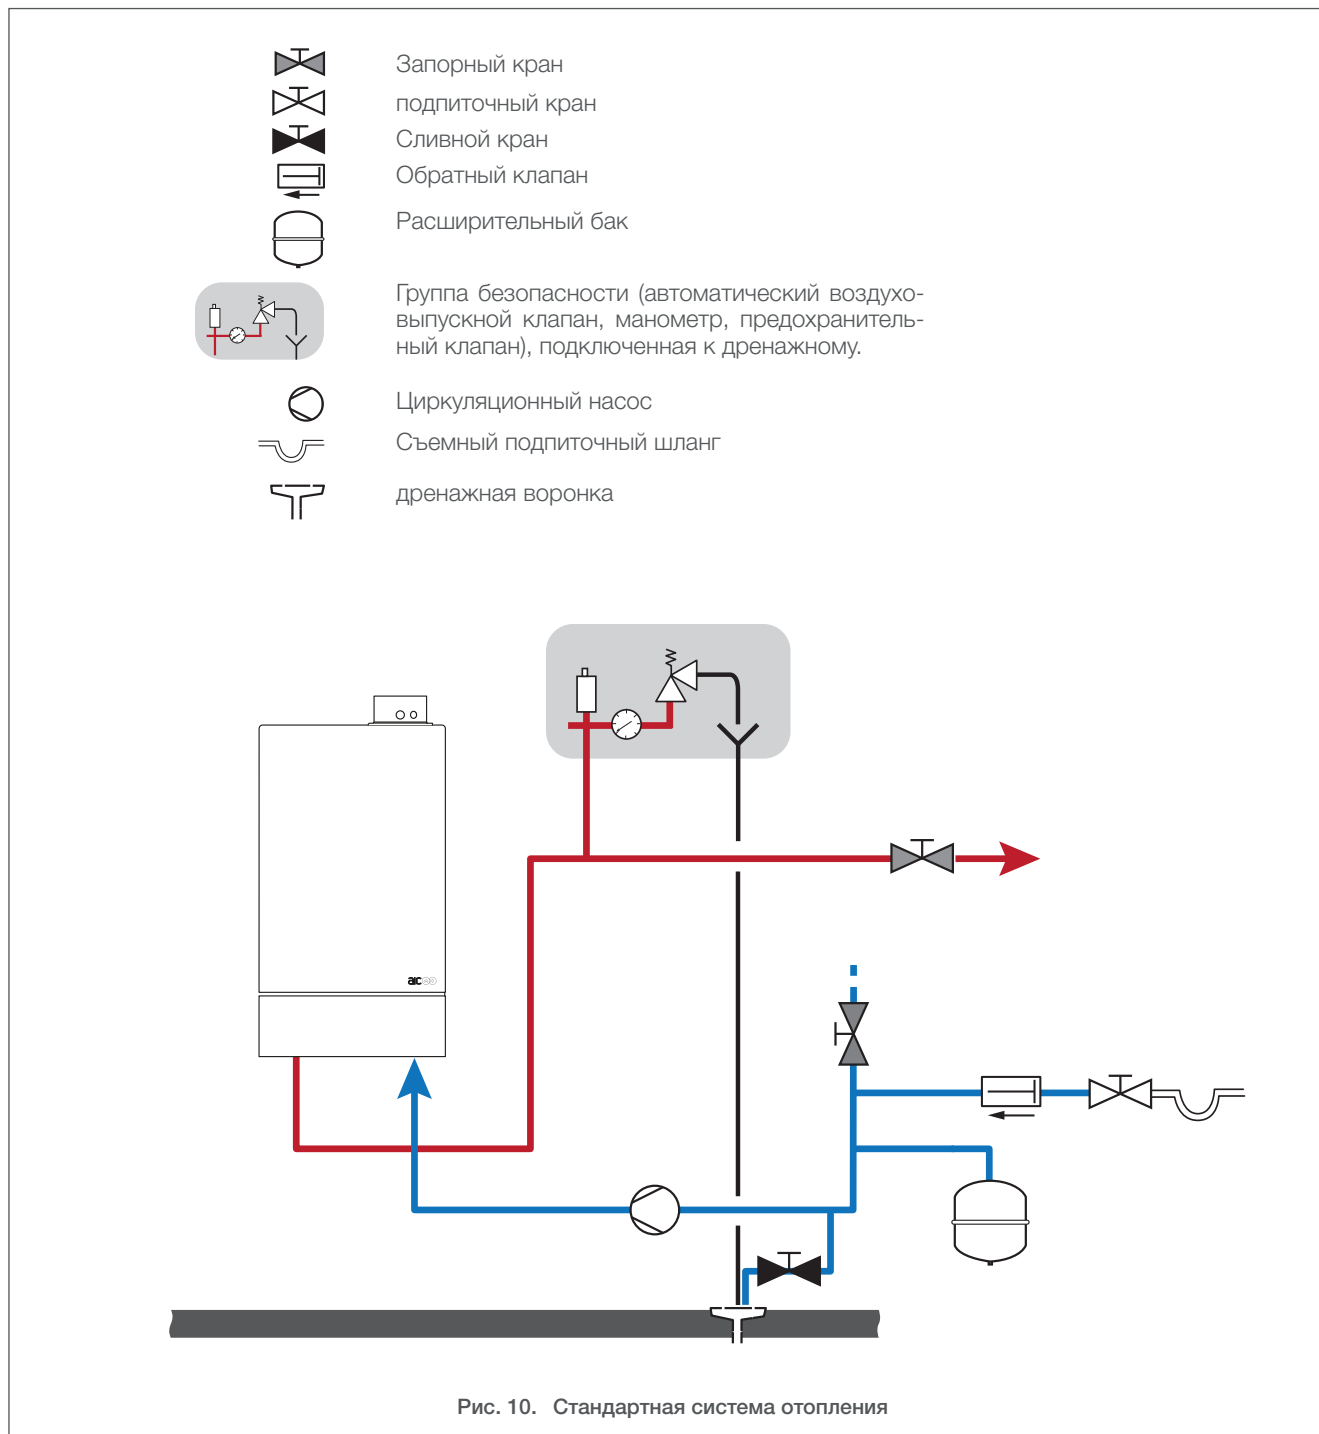 Запорный кран
подпиточный кран
Сливной кран
Обратный клапан
Расширительный бак
Группа безопасности (автоматический воздухо-
выпускной клапан, манометр, предохранитель-
ный клапан), подключенная к дренажному.
Циркуляционный насос
Съемный подпиточный шланг
дренажная воронка
aic
Рис. 10. Стандартная система отопления